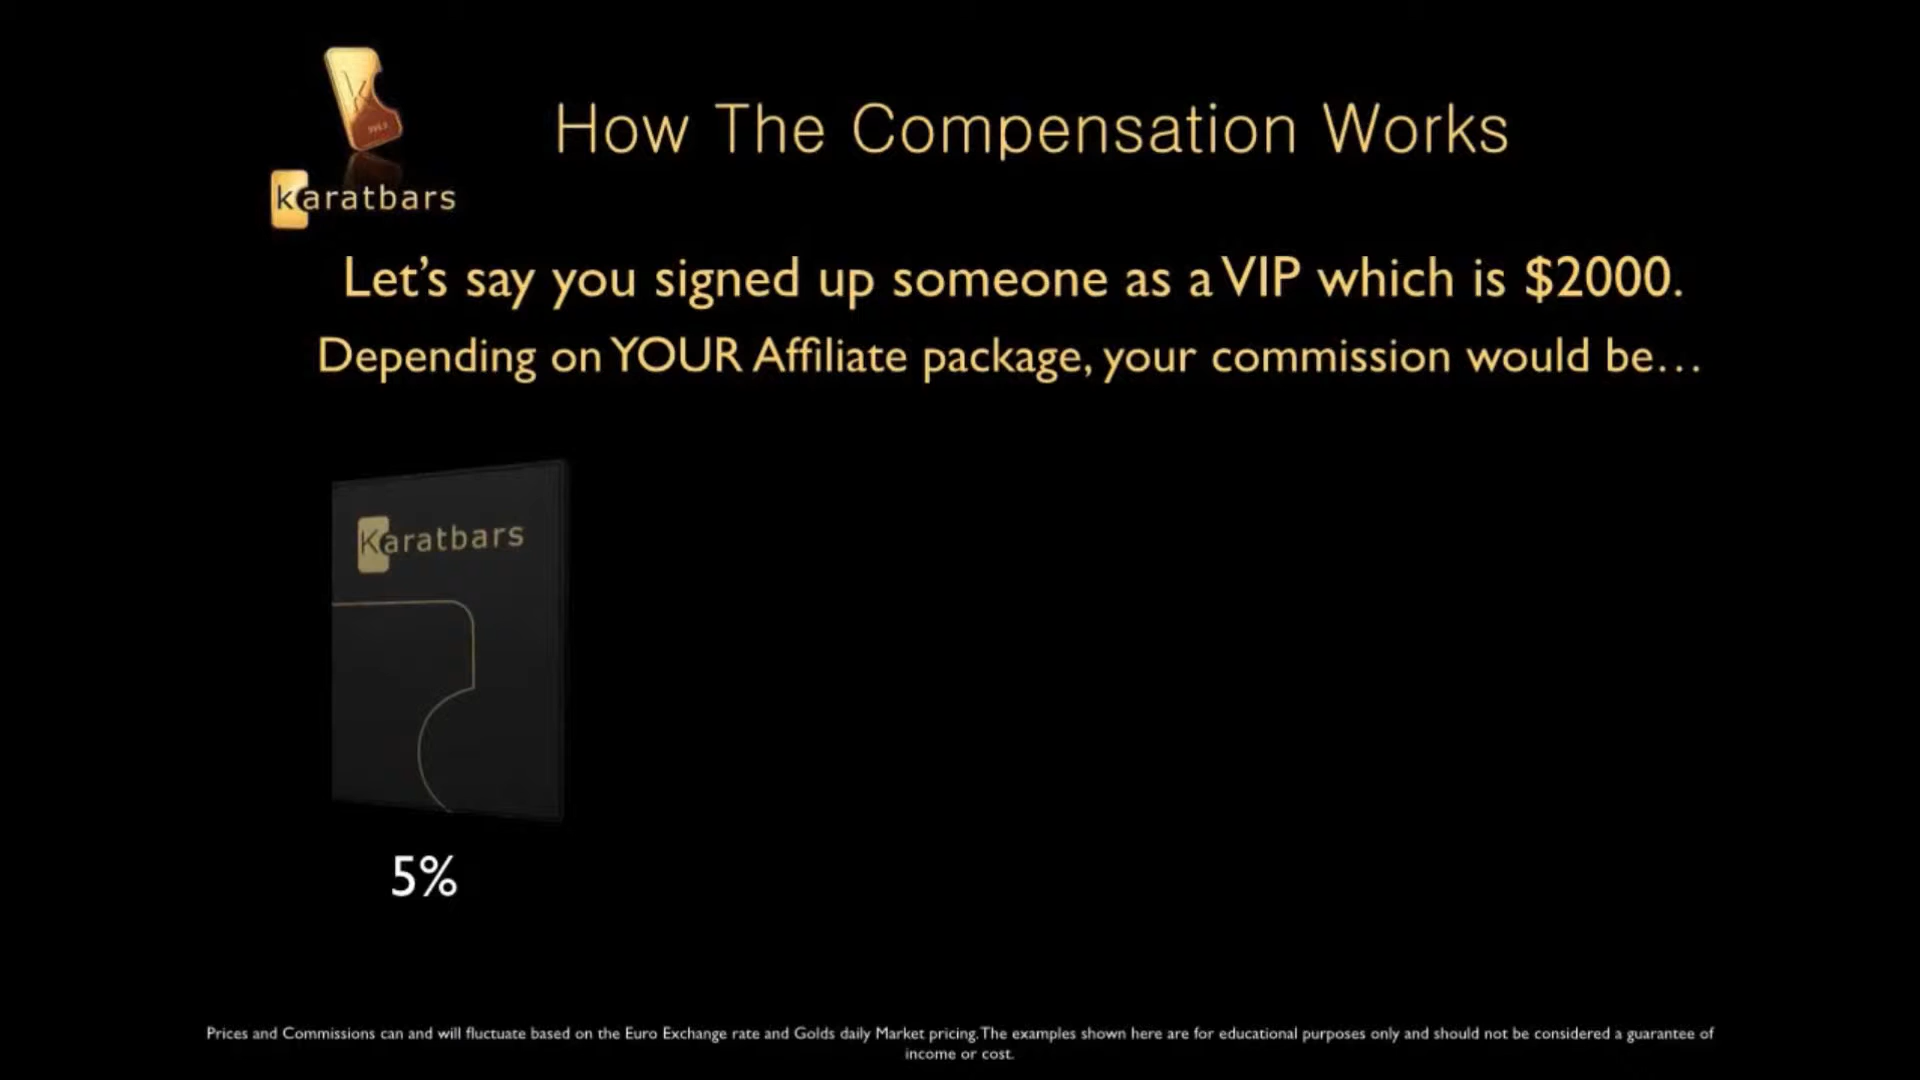 How The Compensation Works
karatbars
Let's say you signed up someone as a VIP which is $2000.
Depending on YOUR Affiliate package, your commission would be...
Karatbars
5%
Prices and Commissions can and will fluctuate based on the Euro Exchange rate and Golds daily Market pricing. The examples shown here are for educational purposes only and should not be considered a guarantee of
income or cost.